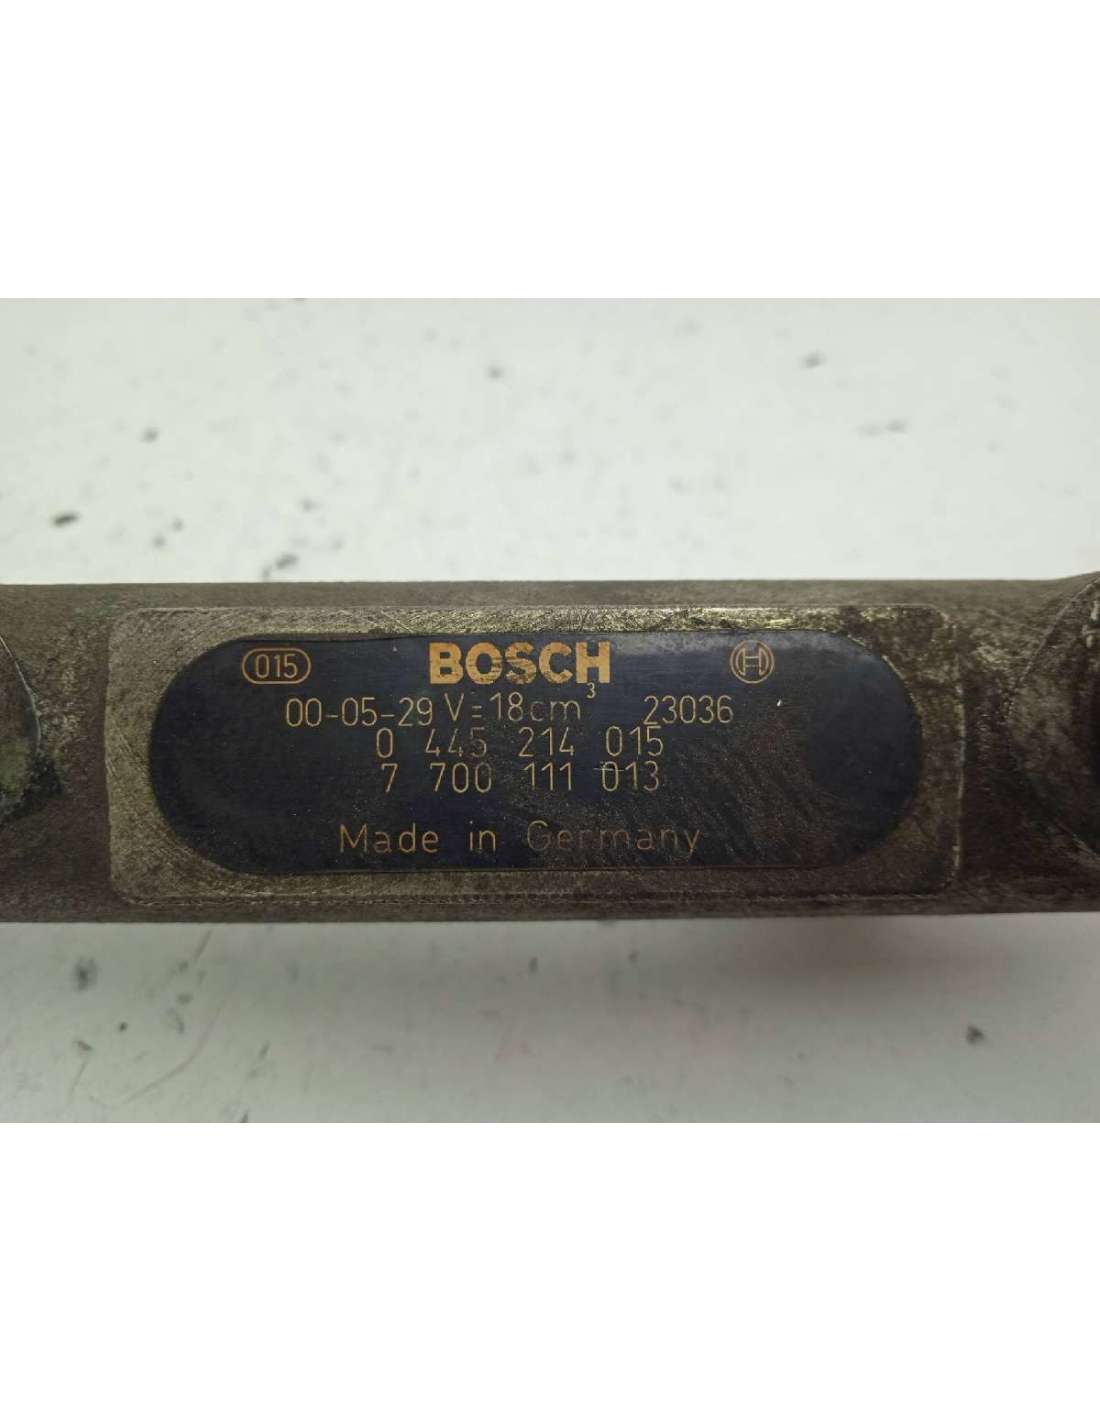 015 BOSCH
00-05-29 V=18cm³ 23036
0 445 214 015
7 700 111 013
Made in Germany